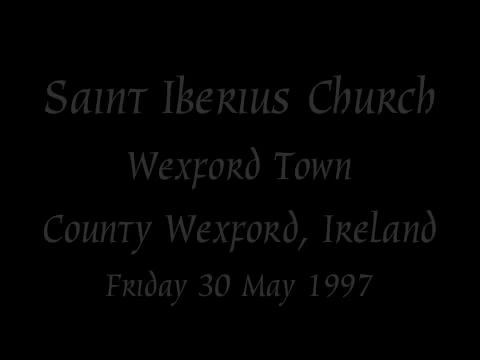 Saint Iberius Church
Wexford Town
County Wexford, Ireland
Friday 30 May 1997